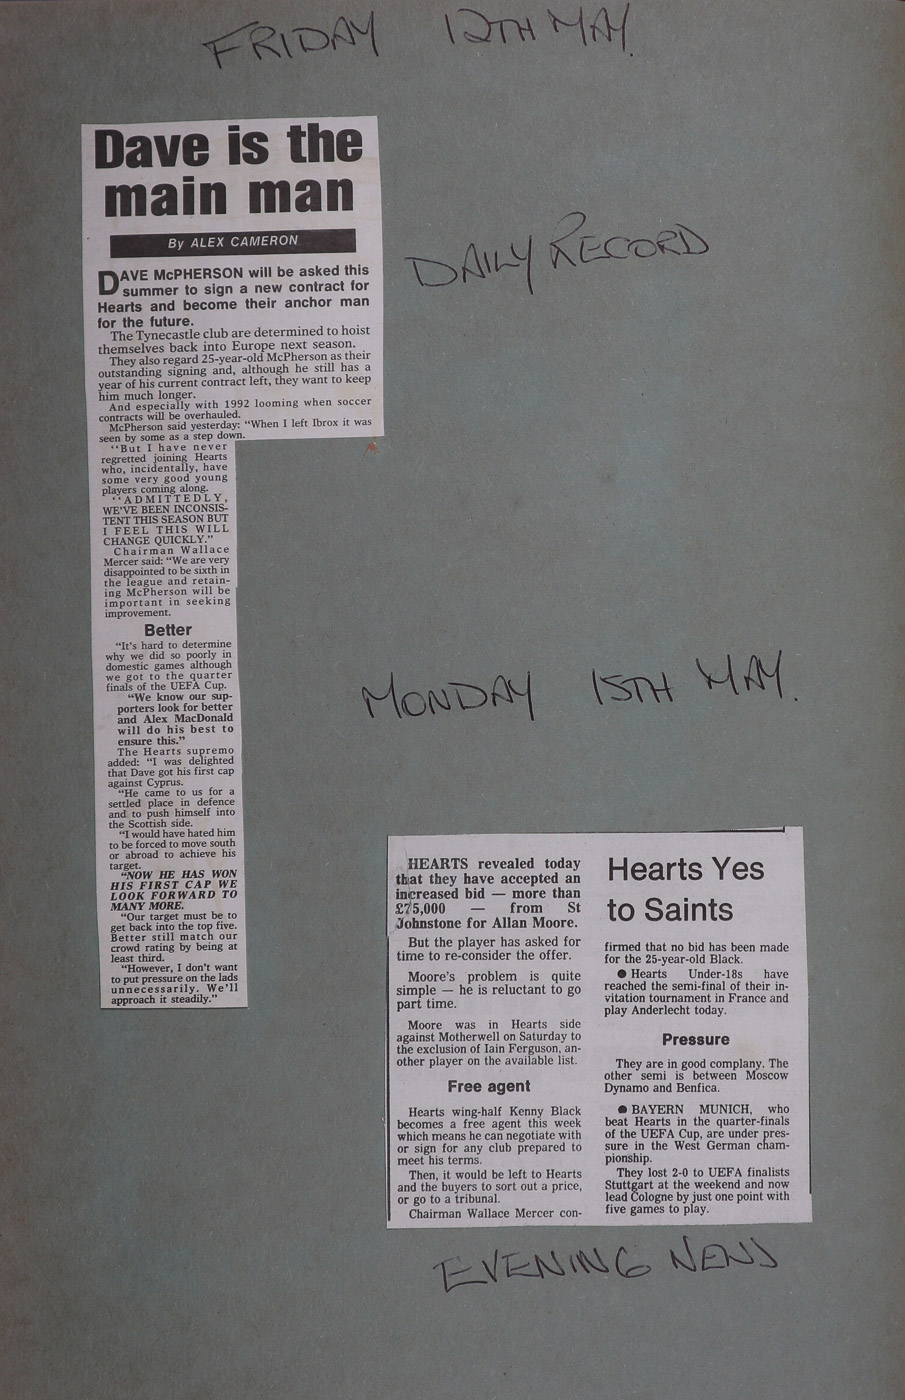 FRIDAY 12TH MAY.
Dave is the
main man
By ALEX CAMERON
DAVE McPHERSON will be asked this
summer to sign a new contract for
Hearts and become their anchor man
for the future.
The Tynecastle club are determined to hoist
themselves back into Europe next season.
They also regard 25-year-old McPherson as their
outstanding signing and, although he still has a
year of his current contract left, they want to keep
him much longer.
And especially with 1992 looming when soccer
contracts will be overhauled.
McPherson said yesterday: "When I left Ibrox it was
seen by some as a step down.
"But I have never
regretted joining Hearts
who, incidentally, have
some very good young
players coming along.
"ADMITTEDLY,
WE'VE BEEN INCONSIS-
TENT THIS SEASON BUT
I FEEL THIS WILL
CHANGE QUICKLY."
Chairman Wallace
Mercer said: "We are very
disappointed to be sixth in
the league and retain-
ing McPherson will be
important in seeking
improvement.
Better
"It's hard to determine
why we did so poorly in
domestic games although
we got to the quarter
finals of the UEFA Cup.
"We know our sup-
porters look for better
and Alex MacDonald
will do his best to
ensure this."
The Hearts supremo
added: "I was delighted
that Dave got his first cap
against Cyprus.
"He came to us for a
settled place in defence
and to push himself into
the Scottish side.
"I would have hated him
to be forced to move south
or abroad to achieve his
target.
"NOW HE HAS WON
HIS FIRST CAP WE
LOOK FORWARD TO
MANY MORE.
"Our target must be to
get back into the top five.
Better still match our
crowd rating by being at
least third.
"However, I don't want
to put pressure on the lads
unnecessarily. We'll
approach it steadily."
DAILY RECORD
MONDAY 15TH MAY.
HEARTS revealed today
that they have accepted an
increased bid — more than
£75,000 — from St
Johnstone for Allan Moore.
But the player has asked for
time to re-consider the offer.
Moore's problem is quite
simple — he is reluctant to go
part time.
Moore was in Hearts side
against Motherwell on Saturday to
the exclusion of Iain Ferguson, an-
other player on the available list.
Free agent
Hearts wing-half Kenny Black
becomes a free agent this week
which means he can negotiate with
or sign for any club prepared to
meet his terms.
Then, it would be left to Hearts
and the buyers to sort out a price,
or go to a tribunal.
Chairman Wallace Mercer con-
Hearts Yes
to Saints
firmed that no bid has been made
for the 25-year-old Black.
● Hearts Under-18s have
reached the semi-final of their in-
vitation tournament in France and
play Anderlecht today.
Pressure
They are in good complany. The
other semi is between Moscow
Dynamo and Benfica.
● BAYERN MUNICH, who
beat Hearts in the quarter-finals
of the UEFA Cup, are under pres-
sure in the West German cham-
pionship.
They lost 2-0 to UEFA finalists
Stuttgart at the weekend and now
lead Cologne by just one point with
five games to play.
EVENING NEWS